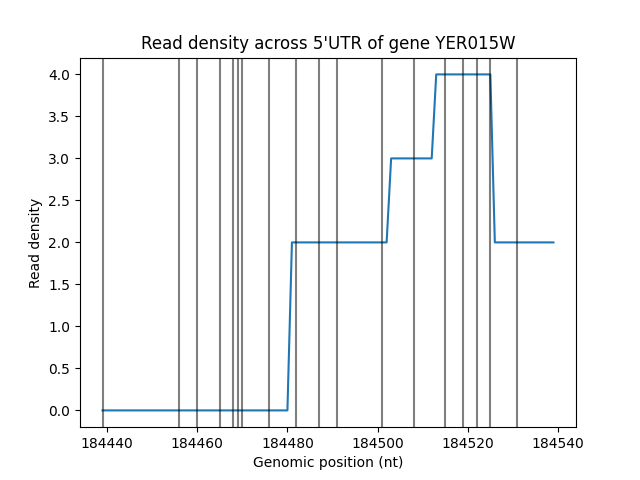 Read density across 5'UTR of gene YER015W
Read density
4.0
3.5
3.0
2.5
2.0
1.5
1.0
0.5
0.0
184440 184460 184480 184500 184520 184540
Genomic position (nt)